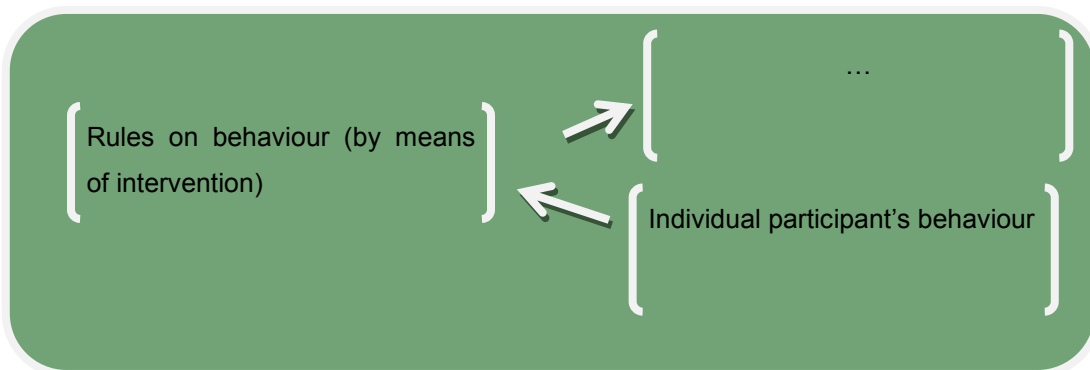 …
Rules on behaviour (by means
of intervention)
Individual participant’s behaviour